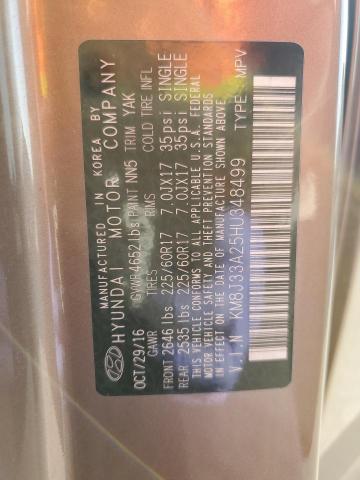 MANUFACTURED IN KOREA BY
HYUNDAI MOTOR COMPANY
OCT/29/16 GVWR 4652 lbs PAINT NN5 TRIM YAK
GAWR TIRES RIMS COLD TIRE INFL
FRONT 2646 lbs 225/60R17 7.0JX17 35psi SINGLE
REAR 2535 lbs 225/60R17 7.0JX17 35psi SINGLE
THIS VEHICLE CONFORMS TO ALL APPLICABLE U.S.A. FEDERAL
MOTOR VEHICLE SAFETY AND THEFT PREVENTION STANDARDS
IN EFFECT ON THE DATE OF MANUFACTURE SHOWN ABOVE.
V.I.N KM8J33A25HU348499 TYPE MPV